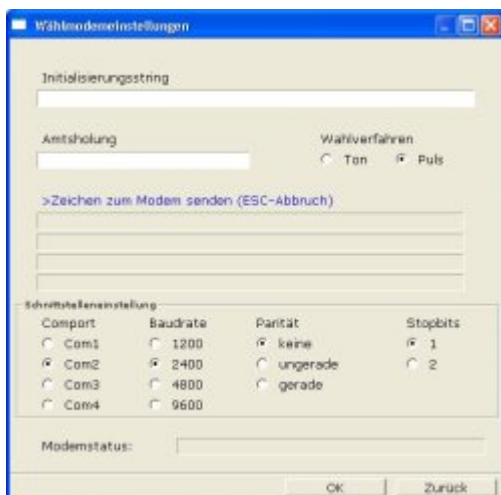 Wählmodemeinstellungen
Initialisierungsstring
Amtsholung Wahlverfahren
Ton Puls
>Zeichen zum Modem senden (ESC-Abbruch)
Schnittstelleneinstellung
Comport Baudrate Parität Stopbits
Com1 1200 keine 1
Com2 2400 ungerade 2
Com3 4800 gerade
Com4 9600
Modemstatus:
OK Zurück